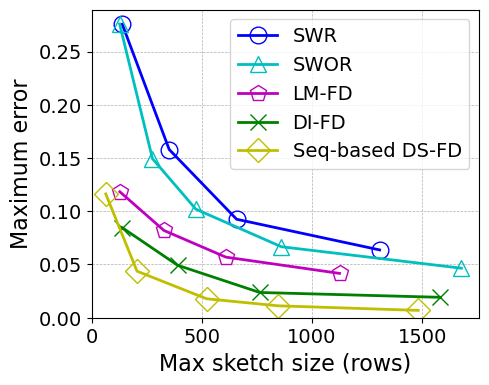 SWR
SWOR
LM-FD
DI-FD
Seq-based DS-FD
Maximum error
0.25
0.20
0.15
0.10
0.05
0.00
0
500
1000
1500
Max sketch size (rows)